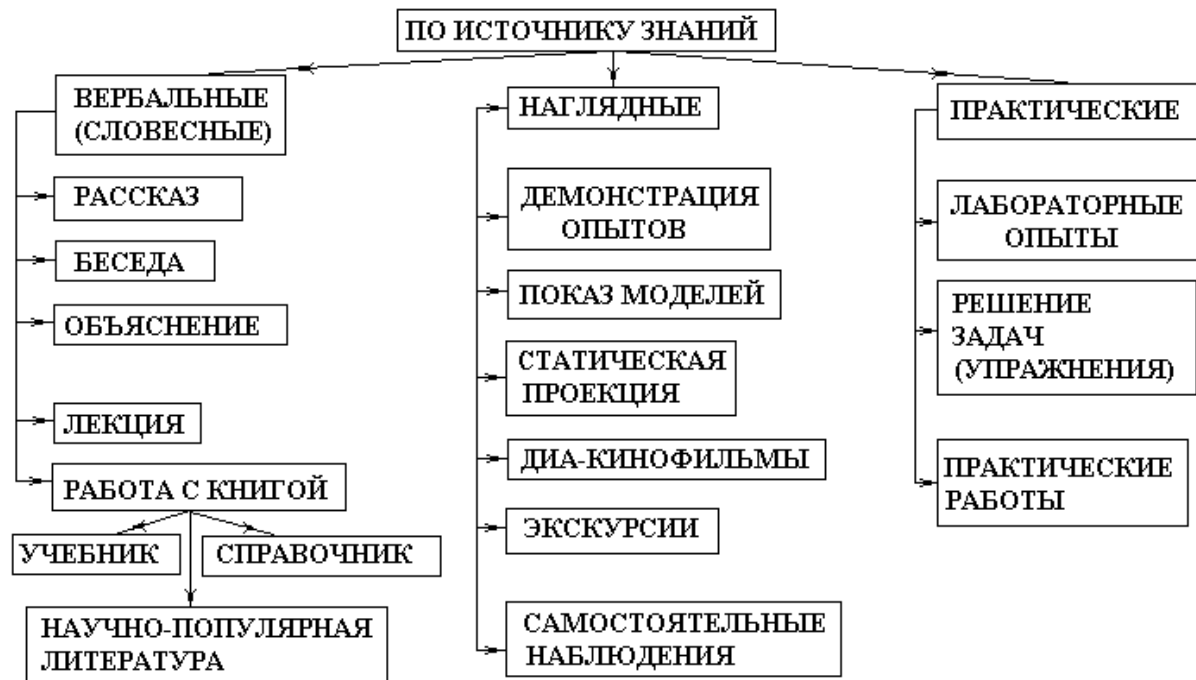 ПО ИСТОЧНИКУ ЗНАНИЙ
ВЕРБАЛЬНЫЕ
(СЛОВЕСНЫЕ)
РАССКАЗ
БЕСЕДА
ОБЪЯСНЕНИЕ
ЛЕКЦИЯ
РАБОТА С КНИГОЙ
УЧЕБНИК
СПРАВОЧНИК
НАУЧНО-ПОПУЛЯРНАЯ
ЛИТЕРАТУРА
НАГЛЯДНЫЕ
ДЕМОНСТРАЦИЯ
ОПЫТОВ
ПОКАЗ МОДЕЛЕЙ
СТАТИЧЕСКАЯ
ПРОЕКЦИЯ
ДИА-КИНОФИЛЬМЫ
ЭКСКУРСИИ
САМОСТОЯТЕЛЬНЫЕ
НАБЛЮДЕНИЯ
ПРАКТИЧЕСКИЕ
ЛАБОРАТОРНЫЕ
ОПЫТЫ
РЕШЕНИЕ
ЗАДАЧ
(УПРАЖНЕНИЯ)
ПРАКТИЧЕСКИЕ
РАБОТЫ